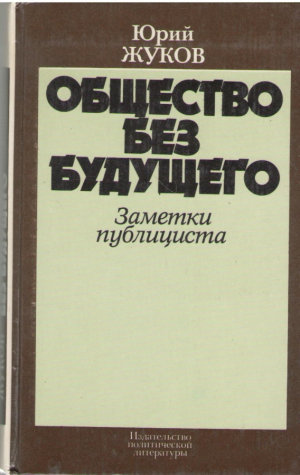 Юрий
ЖУКОВ
ОБЩЕСТВО
БЕЗ
БУДУЩЕГО
Заметки
публициста
Издательство
политической
литературы